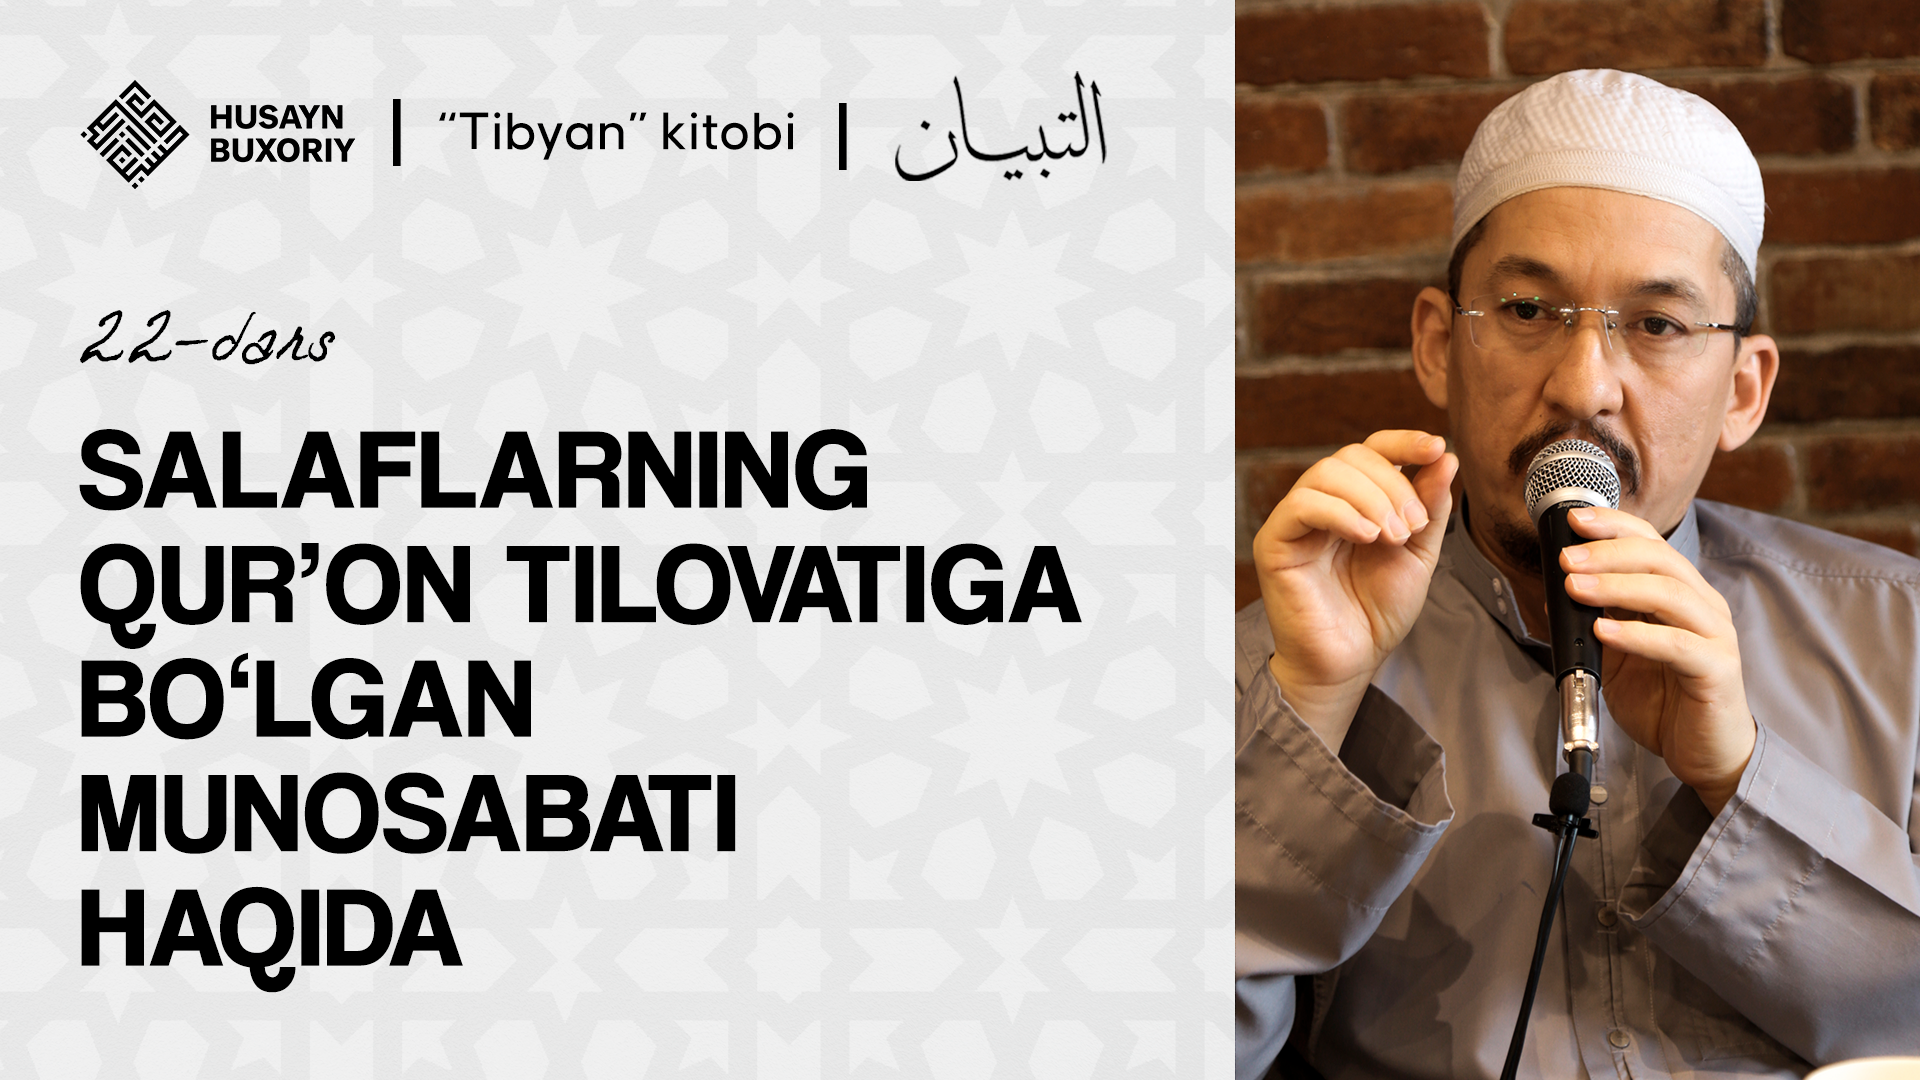 HUSAYN
BUXORIY
“Tibyan” kitobi
التبيان
22-dars
SALAFLARNING
QUR’ON TILOVATIGA
BO‘LGAN
MUNOSABATI
HAQIDA